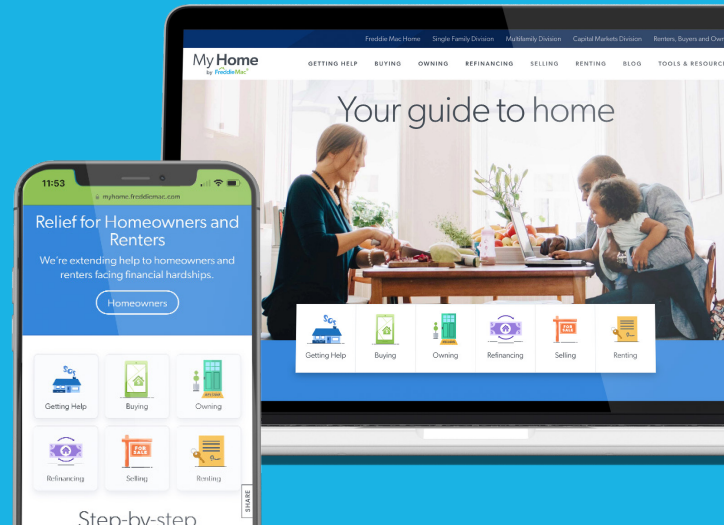 Freddie Mac Home Single Family Division Multifamily Division Capital Markets Division Renters, Buyers and Own
My Home
by FreddieMac
GETTING HELP BUYING OWNING REFINANCING SELLING RENTING BLOG TOOLS & RESOURC
Your guide to home
Getting Help Buying Owning Refinancing Selling Renting
11:53
myhome.freddiemac.com
Relief for Homeowners and
Renters
We're extending help to homeowners and
renters facing financial hardships.
Homeowners
SOS
Getting Help Buying Owning
FOR
SALE
Refinancing Selling Renting
SHARE
Step-by-step